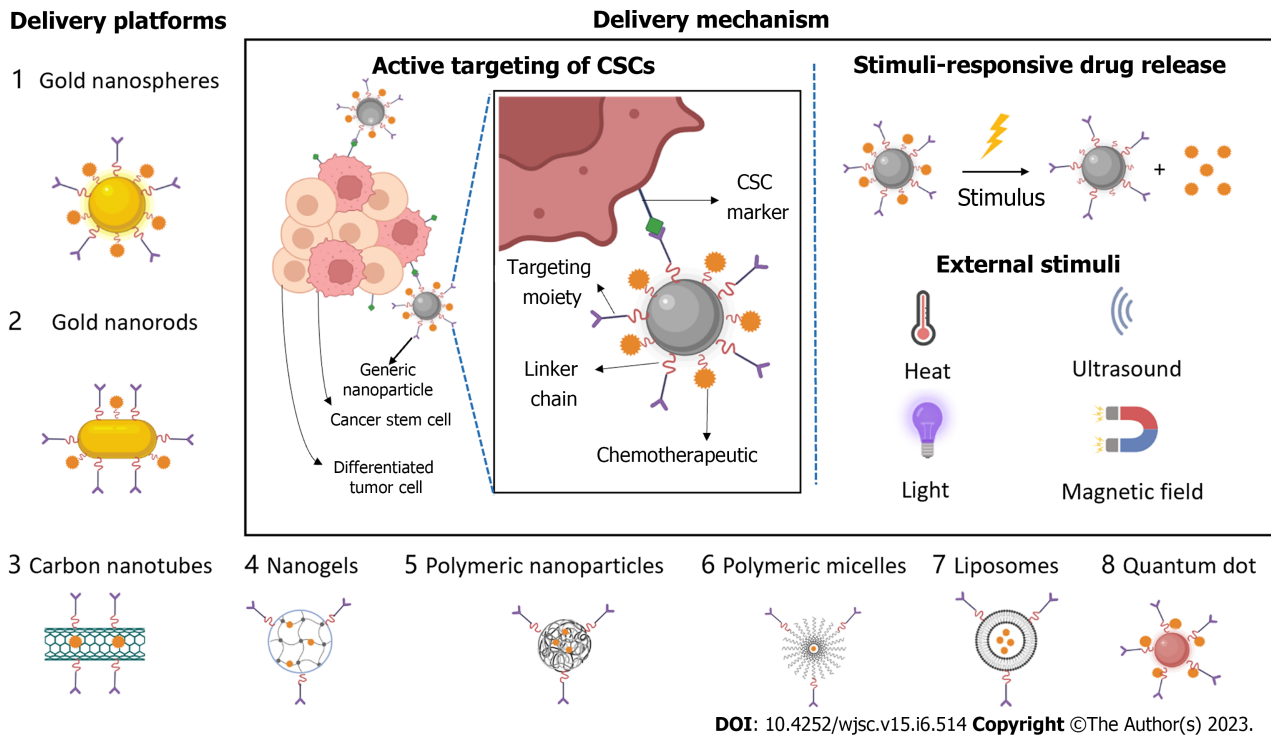 Delivery platforms
Delivery mechanism
1 Gold nanospheres
2 Gold nanorods
Active targeting of CSCs
Generic
nanoparticle
Cancer stem cell
Differentiated
tumor cell
CSC
marker
Targeting
moiety
Linker
chain
Chemotherapeutic
Stimuli-responsive drug release
Stimulus
+
External stimuli
Heat
Ultrasound
Light
Magnetic field
3 Carbon nanotubes
4 Nanogels
5 Polymeric nanoparticles
6 Polymeric micelles
7 Liposomes
8 Quantum dot
DOI: 10.4252/wjsc.v15.i6.514 Copyright ©The Author(s) 2023.